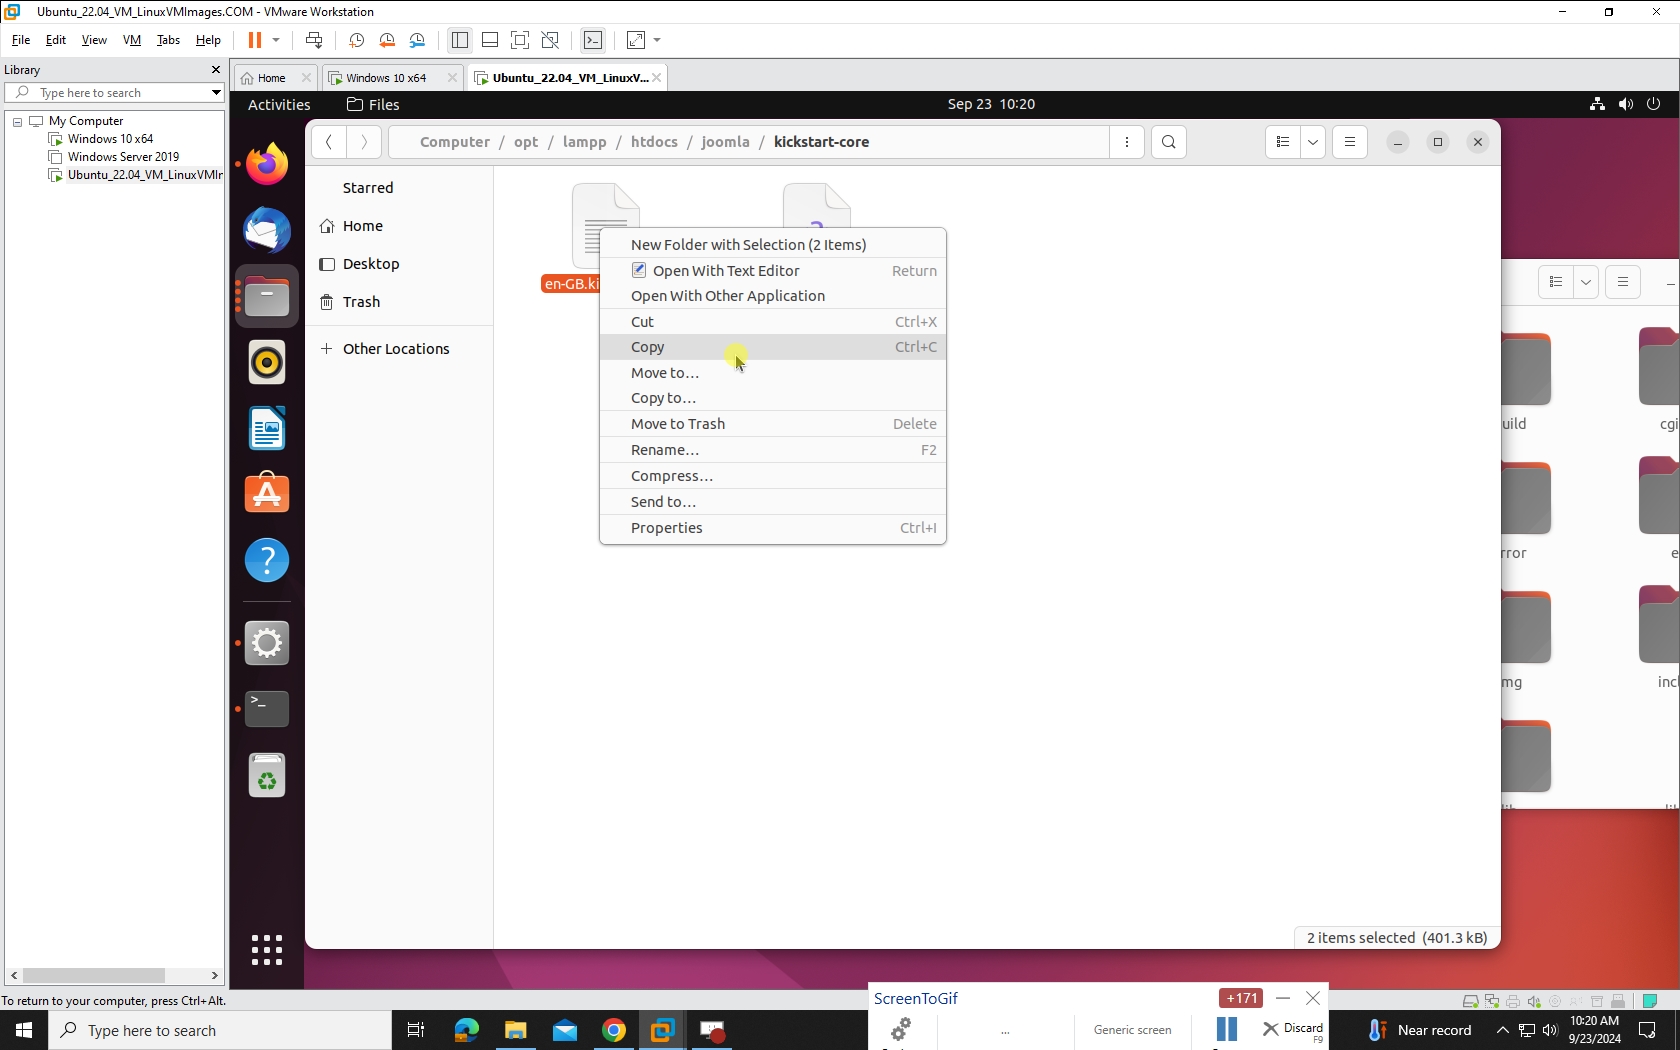 Ubuntu_22.04_VM_LinuxVMImages.COM - VMware Workstation
File Edit View VM Tabs Help
Library
Type here to search
My Computer
Windows 10 x64
Windows Server 2019
Ubuntu_22.04_VM_LinuxVMIr
Home
Windows 10 x64
Ubuntu_22.04_VM_LinuxV...
Activities
Files
Sep 23 10:20
Computer / opt / lampp / htdocs / joomla / kickstart-core
Starred
Home
Desktop
Trash
Other Locations
en-GB.ki
New Folder with Selection (2 Items)
Open With Text Editor Return
Open With Other Application
Cut Ctrl+X
Copy Ctrl+C
Move to...
Copy to...
Move to Trash Delete
Rename... F2
Compress...
Send to...
Properties Ctrl+I
uild
cgi
rror
e
mg
incl
2 items selected (401.3 kB)
To return to your computer, press Ctrl+Alt.
ScreenToGif
+171
...
Generic screen
Discard
F9
Type here to search
Near record
10:20 AM
9/23/2024